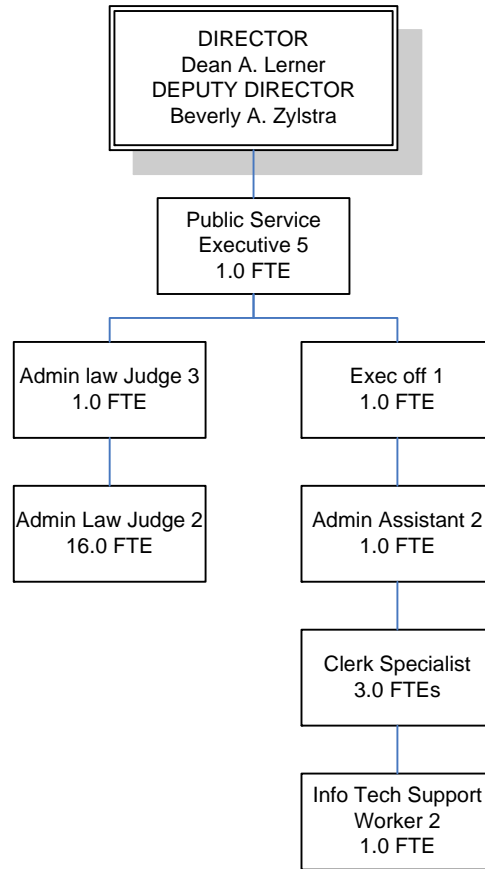 DIRECTOR
Dean A. Lerner
DEPUTY DIRECTOR
Beverly A. Zylstra
Public Service
Executive 5
1.0 FTE
Admin law Judge 3
1.0 FTE
Exec off 1
1.0 FTE
Admin Law Judge 2
16.0 FTE
Admin Assistant 2
1.0 FTE
Clerk Specialist
3.0 FTEs
Info Tech Support
Worker 2
1.0 FTE